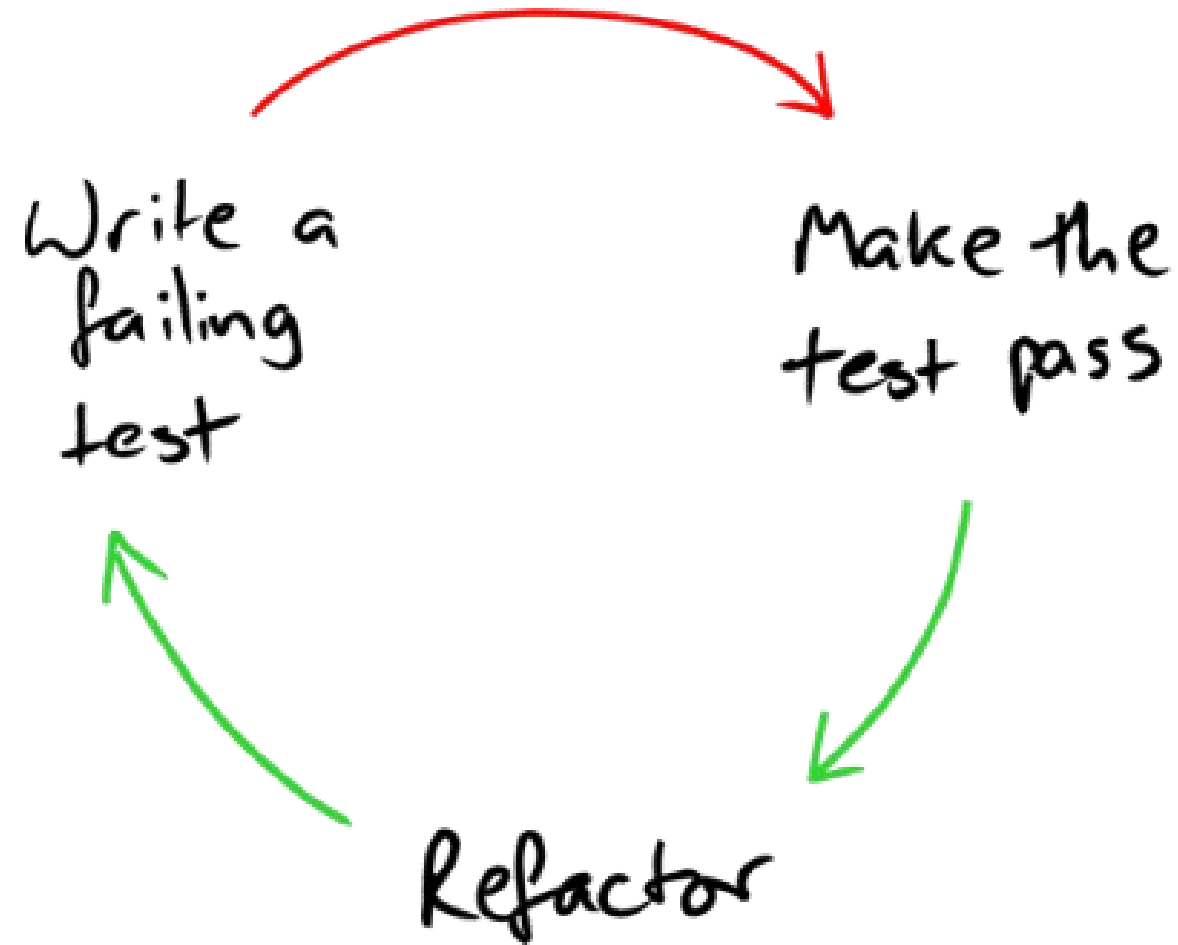 Write a
failing
test
Make the
test pass
Refactor